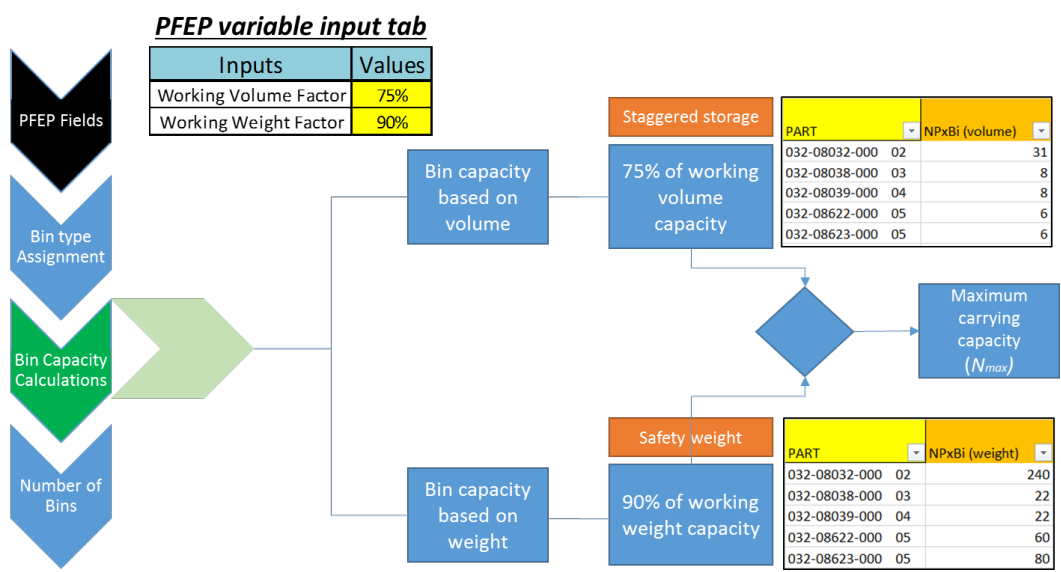 PFEP variable input tab
Inputs Values
Working Volume Factor 75%
Working Weight Factor 90%
PFEP Fields
Bin type
Assignment
Bin Capacity
Calculations
Number of
Bins
Bin capacity
based on
volume
Staggered storage
75% of working
volume
capacity
PART NPxBi (volume)
032-08032-000 02 31
032-08038-000 03 8
032-08039-000 04 8
032-08622-000 05 6
032-08623-000 05 6
Maximum
carrying
capacity
(Nmax)
Bin capacity
based on
weight
Safety weight
90% of working
weight capacity
PART NPxBi (weight)
032-08032-000 02 240
032-08038-000 03 22
032-08039-000 04 22
032-08622-000 05 60
032-08623-000 05 80